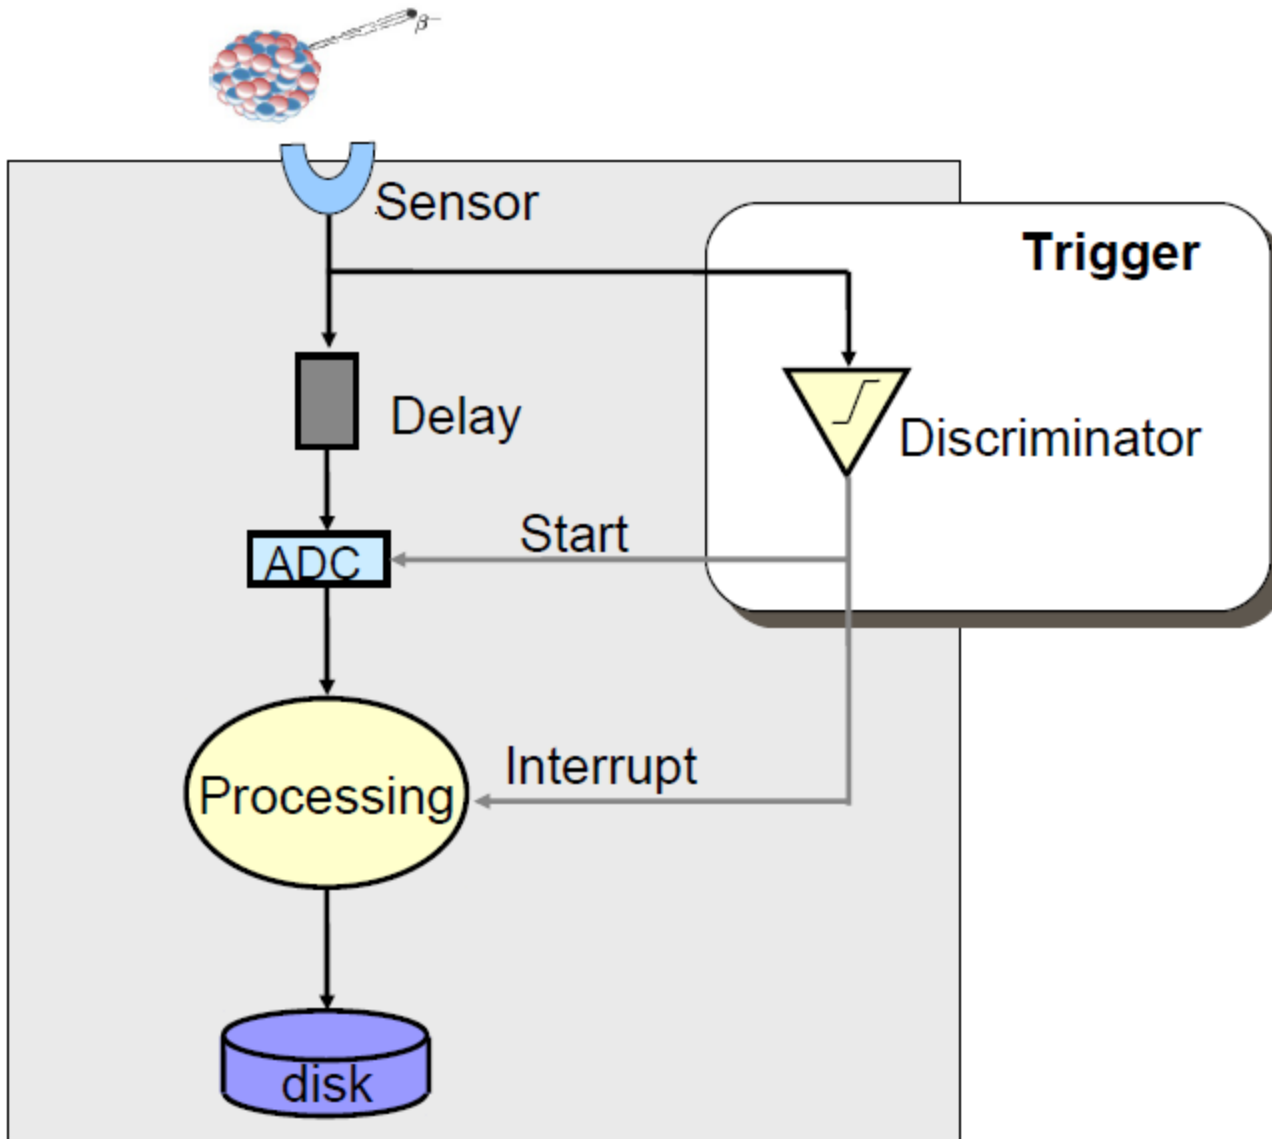 β⁻
Sensor
Trigger
Delay
Discriminator
Start
ADC
Interrupt
Processing
disk